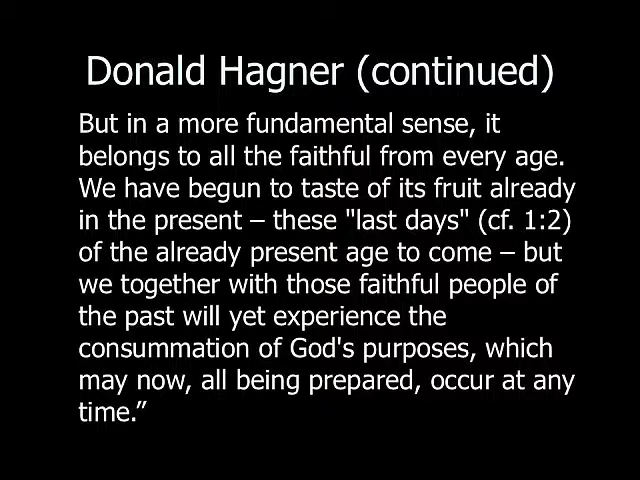 Donald Hagner (continued)
But in a more fundamental sense, it
belongs to all the faithful from every age.
We have begun to taste of its fruit already
in the present – these "last days" (cf. 1:2)
of the already present age to come – but
we together with those faithful people of
the past will yet experience the
consummation of God's purposes, which
may now, all being prepared, occur at any
time.”